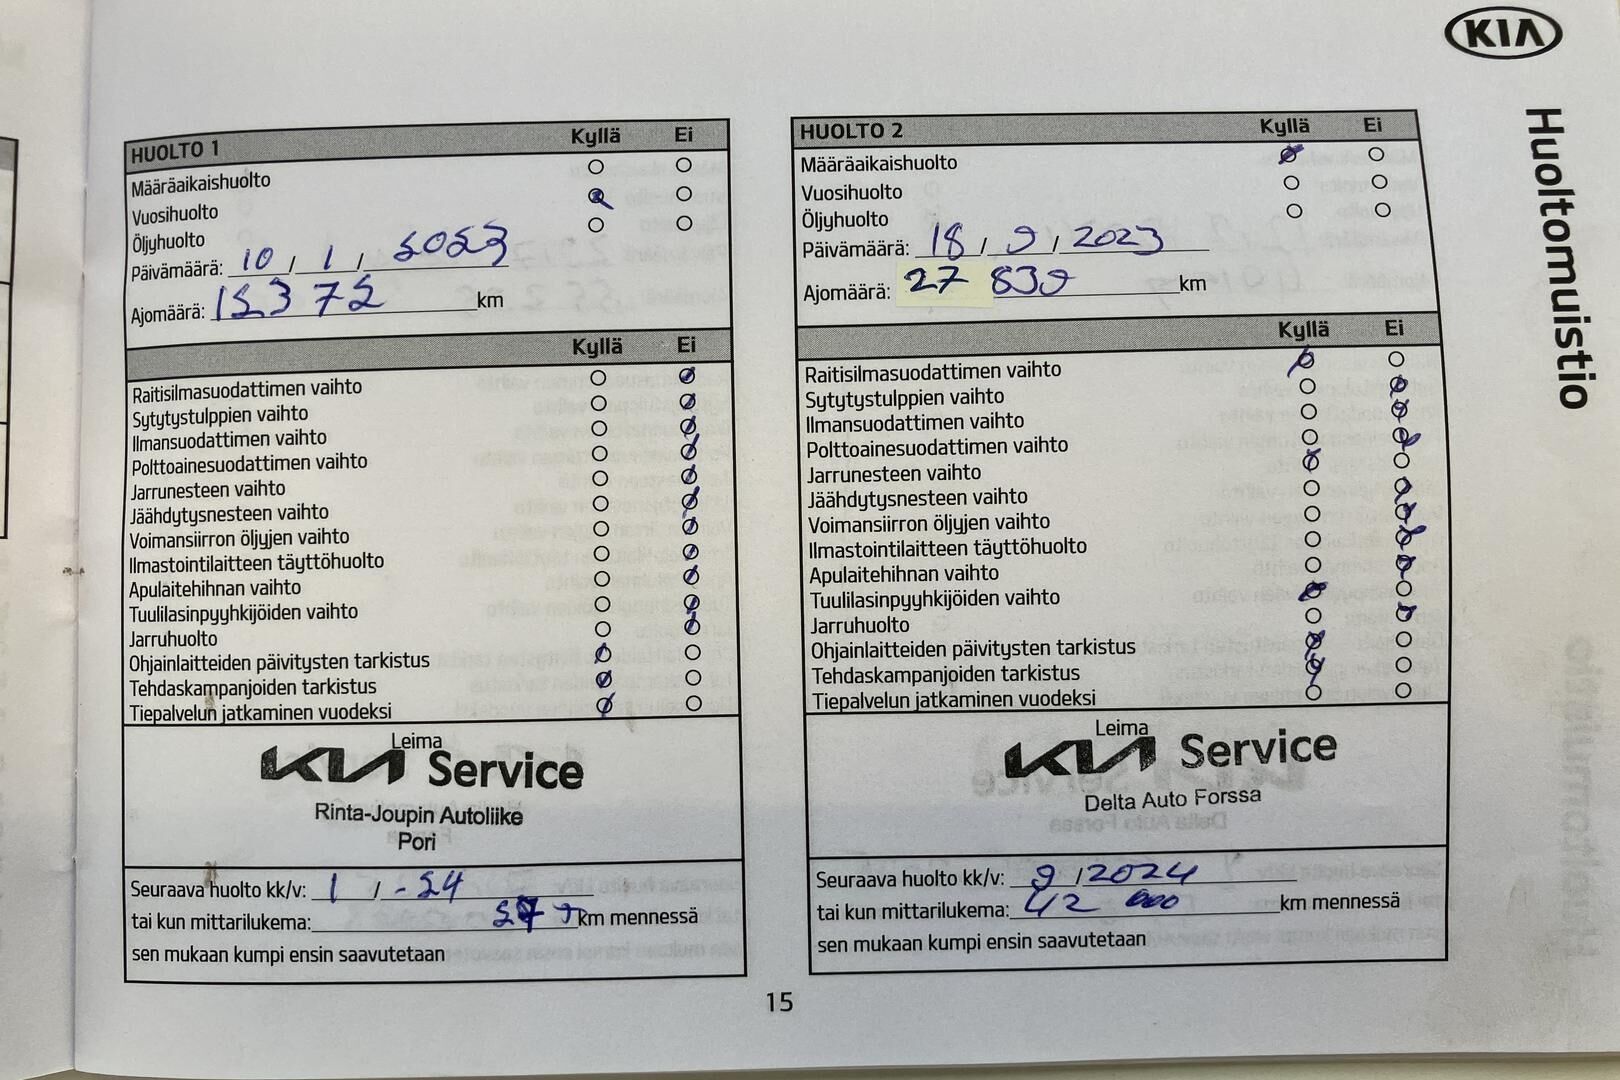 KIA
Huoltomuistio
HUOLTO 1 Kyllä Ei
Määräaikaishuolto
Vuosihuolto
Öljyhuolto
Päivämäärä: 10 / 1 / 2023
Ajomäärä: km
Kyllä Ei
Raitisilmasuodattimen vaihto
Sytytystulppien vaihto
Ilmansuodattimen vaihto
Polttoainesuodattimen vaihto
Jarrunesteen vaihto
Jäähdytysnesteen vaihto
Voimansiirron öljyjen vaihto
Ilmastointilaitteen täyttöhuolto
Apulaitehihnan vaihto
Tuulilasinpyyhkijöiden vaihto
Jarruhuolto
Ohjainlaitteiden päivitysten tarkistus
Tehdaskampanjoiden tarkistus
Tiepalvelun jatkaminen vuodeksi
Leima
KIA Service
Rinta-Joupin Autoliike
Pori
Seuraava huolto kk/v: 1 / -24
tai kun mittarilukema: km mennessä
sen mukaan kumpi ensin saavutetaan
HUOLTO 2 Kyllä Ei
Määräaikaishuolto
Vuosihuolto
Öljyhuolto
Päivämäärä: 18 / 9 / 2023
Ajomäärä: 27 839 km
Kyllä Ei
Raitisilmasuodattimen vaihto
Sytytystulppien vaihto
Ilmansuodattimen vaihto
Polttoainesuodattimen vaihto
Jarrunesteen vaihto
Jäähdytysnesteen vaihto
Voimansiirron öljyjen vaihto
Ilmastointilaitteen täyttöhuolto
Apulaitehihnan vaihto
Tuulilasinpyyhkijöiden vaihto
Jarruhuolto
Ohjainlaitteiden päivitysten tarkistus
Tehdaskampanjoiden tarkistus
Tiepalvelun jatkaminen vuodeksi
Leima
KIA Service
Delta Auto Forssa
Seuraava huolto kk/v: 9 / 2024
tai kun mittarilukema: 42 000 km mennessä
sen mukaan kumpi ensin saavutetaan
15